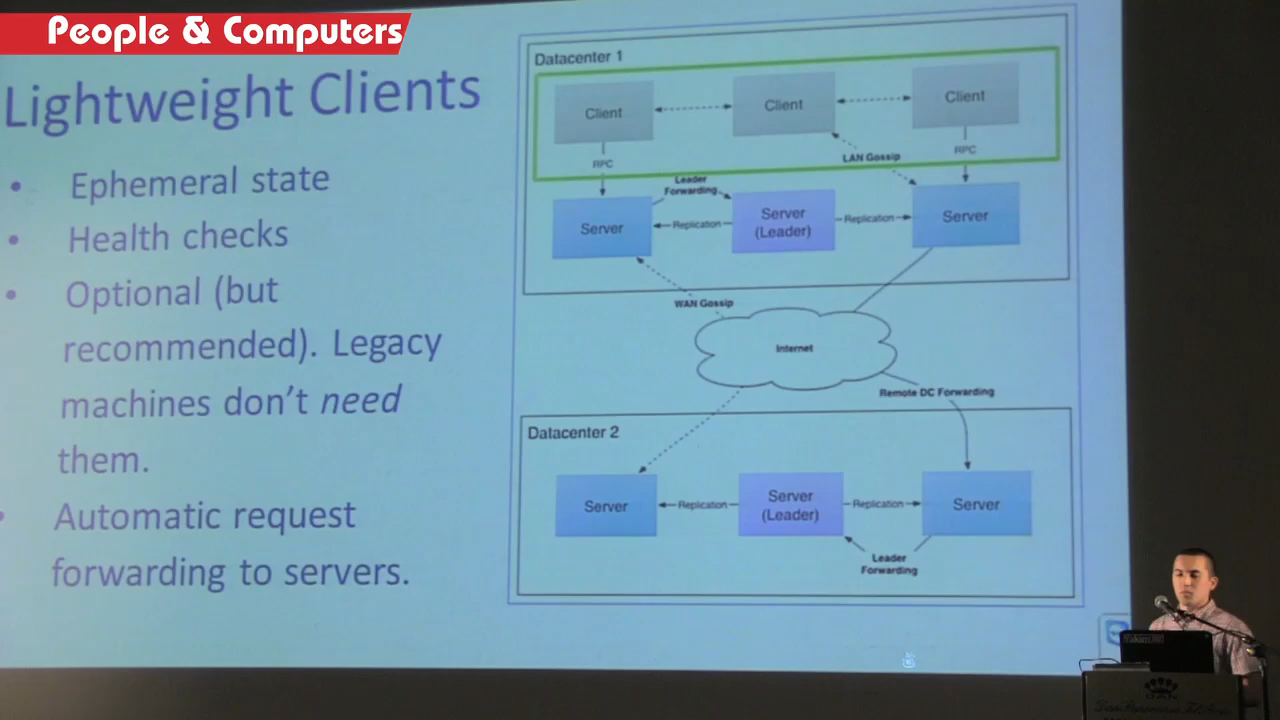 People & Computers
Lightweight Clients
• Ephemeral state
• Health checks
• Optional (but
recommended). Legacy
machines don't need
them.
• Automatic request
forwarding to servers.
Datacenter 1
Client
Client
Client
RPC
LAN Gossip
RPC
Leader
Forwarding
Server
Replication
Server
(Leader)
Replication
Server
WAN Gossip
Internet
Remote DC Forwarding
Datacenter 2
Server
Replication
Server
(Leader)
Replication
Server
Leader
Forwarding
DAN